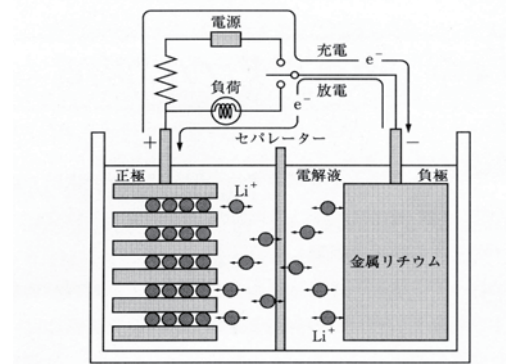 電源
充電
e⁻
負荷
放電
e⁻
+
セパレーター
−
正極
Li⁺
電解液
負極
金属リチウム
Li⁺